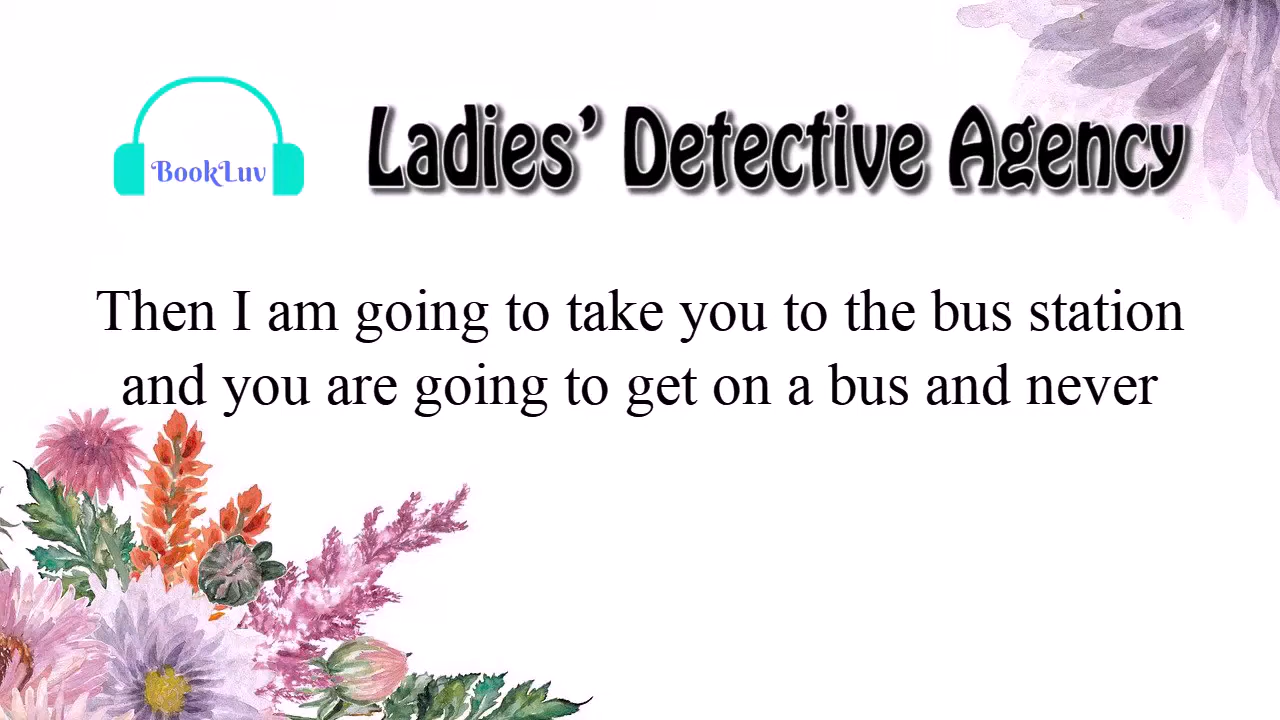 BookLuv
Ladies’ Detective Agency
Then I am going to take you to the bus station
and you are going to get on a bus and never